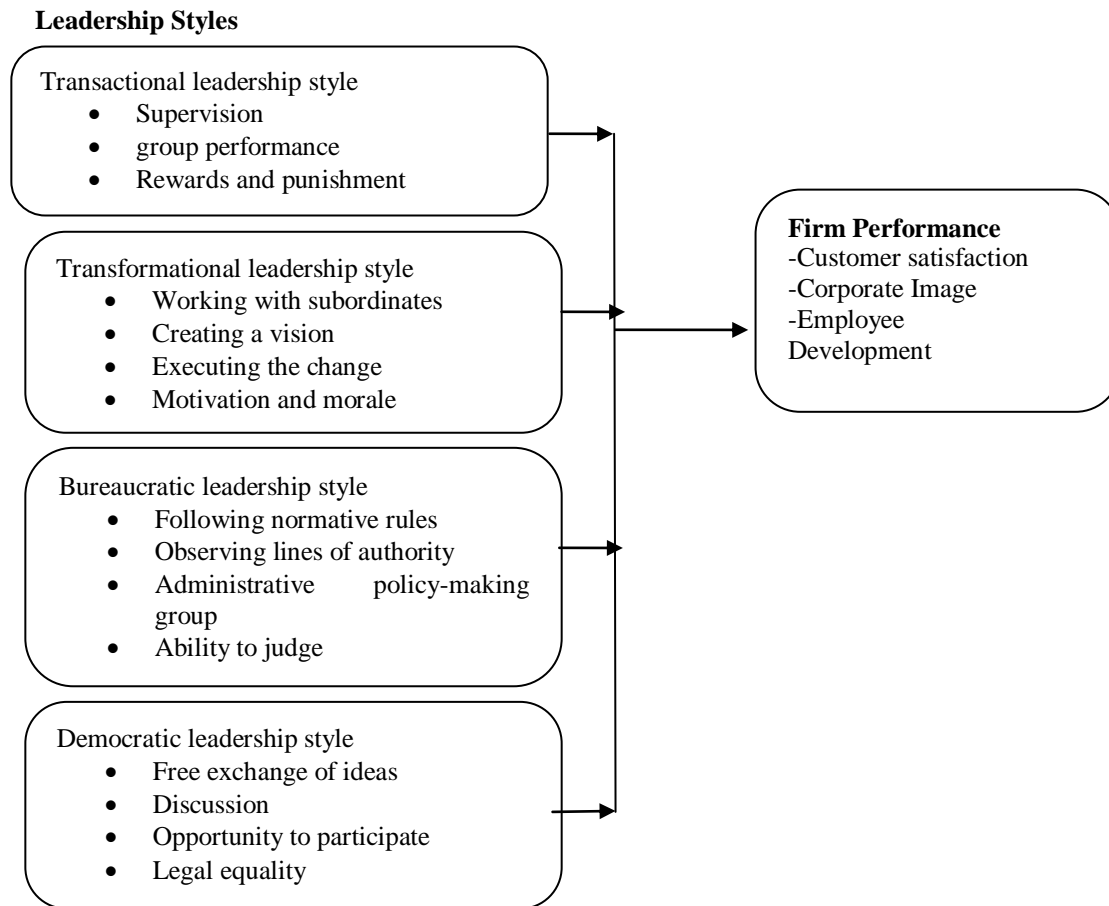 Leadership Styles
Transactional leadership style
• Supervision
• group performance
• Rewards and punishment
Transformational leadership style
• Working with subordinates
• Creating a vision
• Executing the change
• Motivation and morale
Bureaucratic leadership style
• Following normative rules
• Observing lines of authority
• Administrative policy-making
group
• Ability to judge
Democratic leadership style
• Free exchange of ideas
• Discussion
• Opportunity to participate
• Legal equality
Firm Performance
-Customer satisfaction
-Corporate Image
-Employee
Development